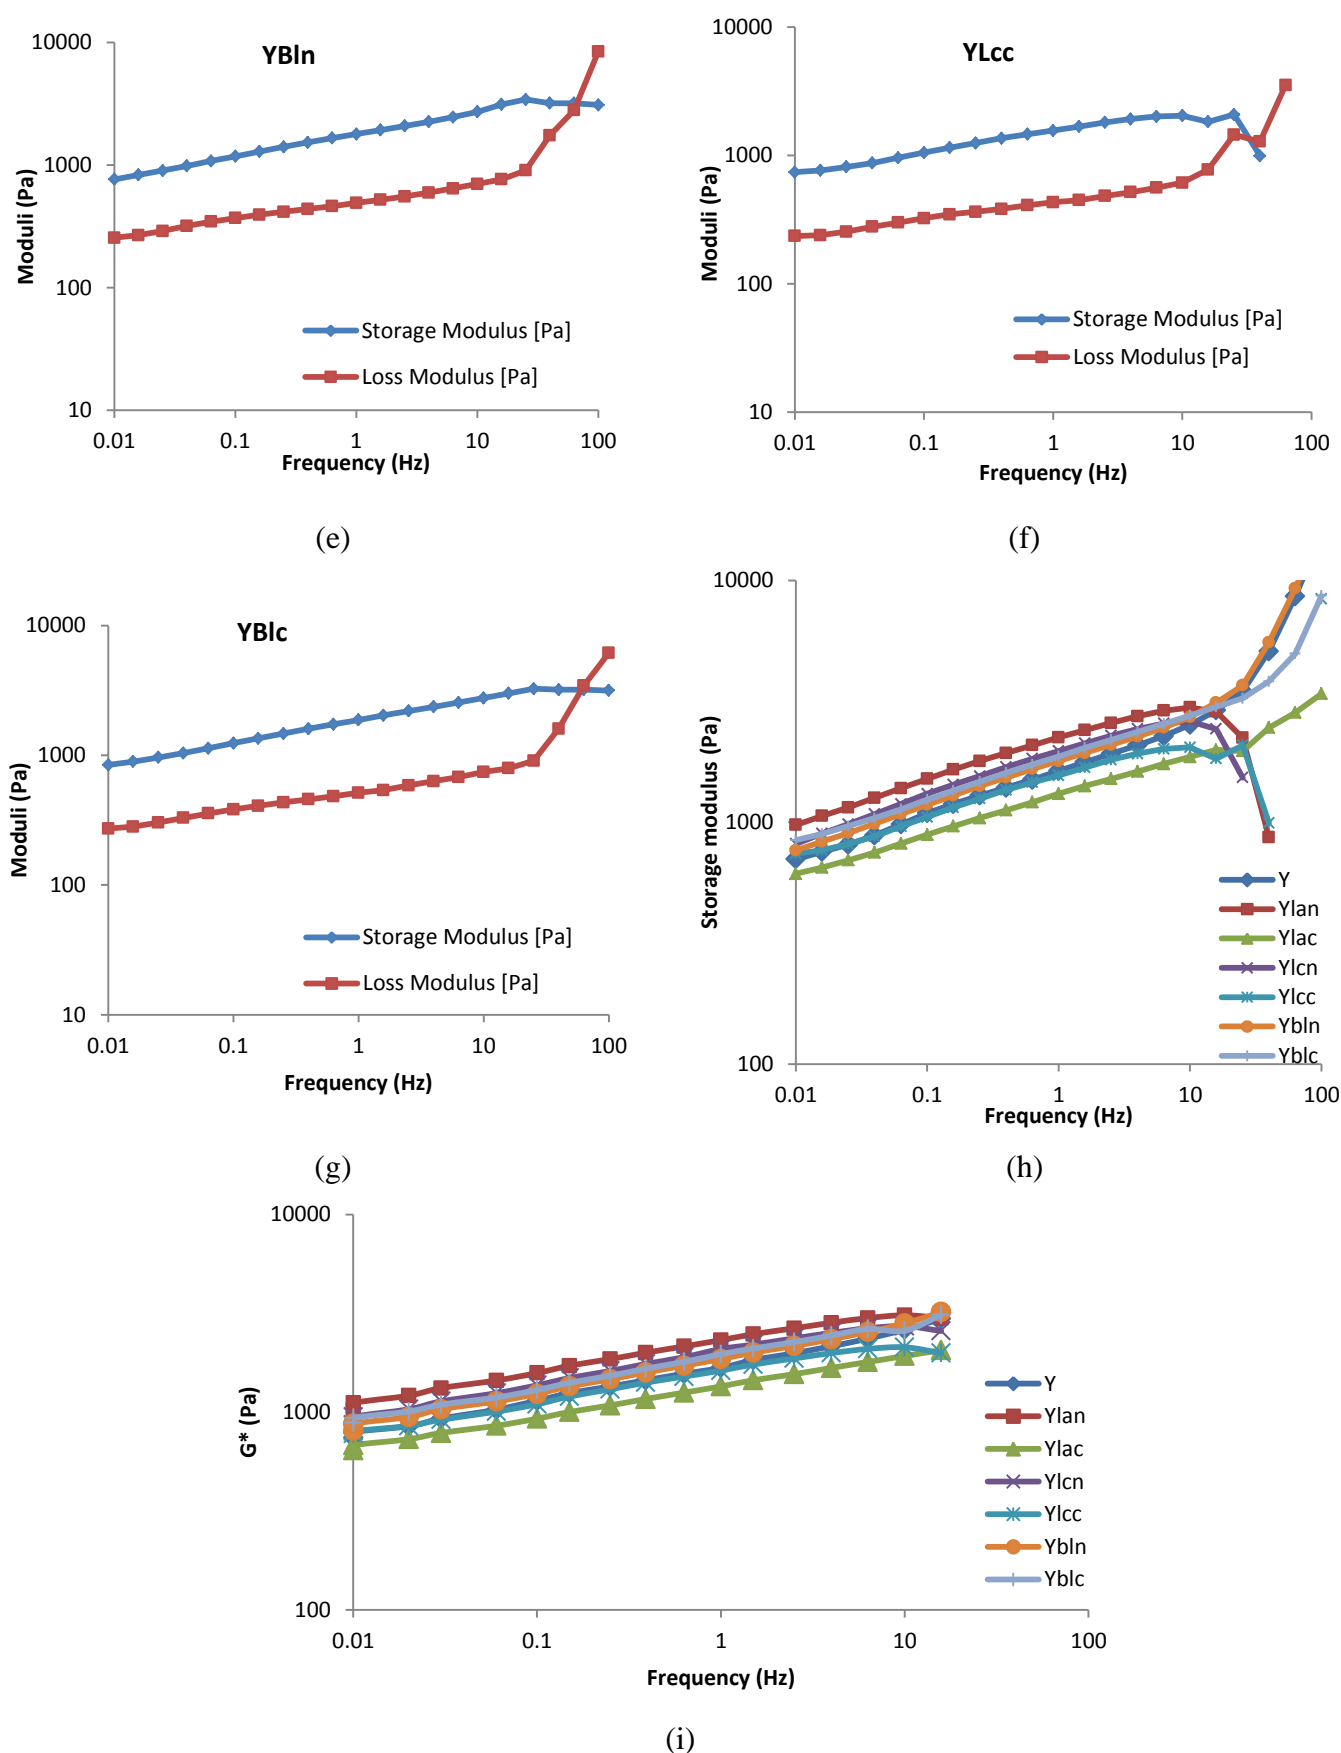 YBln
10000
1000
100
10
Moduli (Pa)
0.01 0.1 1 10 100
Frequency (Hz)
Storage Modulus [Pa]
Loss Modulus [Pa]
(e)
YLcc
10000
1000
100
10
Moduli (Pa)
0.01 0.1 1 10 100
Frequency (Hz)
Storage Modulus [Pa]
Loss Modulus [Pa]
(f)
YBlc
10000
1000
100
10
Moduli (Pa)
0.01 0.1 1 10 100
Frequency (Hz)
Storage Modulus [Pa]
Loss Modulus [Pa]
(g)
10000
1000
100
Storage modulus (Pa)
0.01 0.1 1 10 100
Frequency (Hz)
Y
Ylan
Ylac
Ylcn
Ylcc
Ybln
Yblc
(h)
10000
1000
100
G* (Pa)
0.01 0.1 1 10 100
Frequency (Hz)
Y
Ylan
Ylac
Ylcn
Ylcc
Ybln
Yblc
(i)